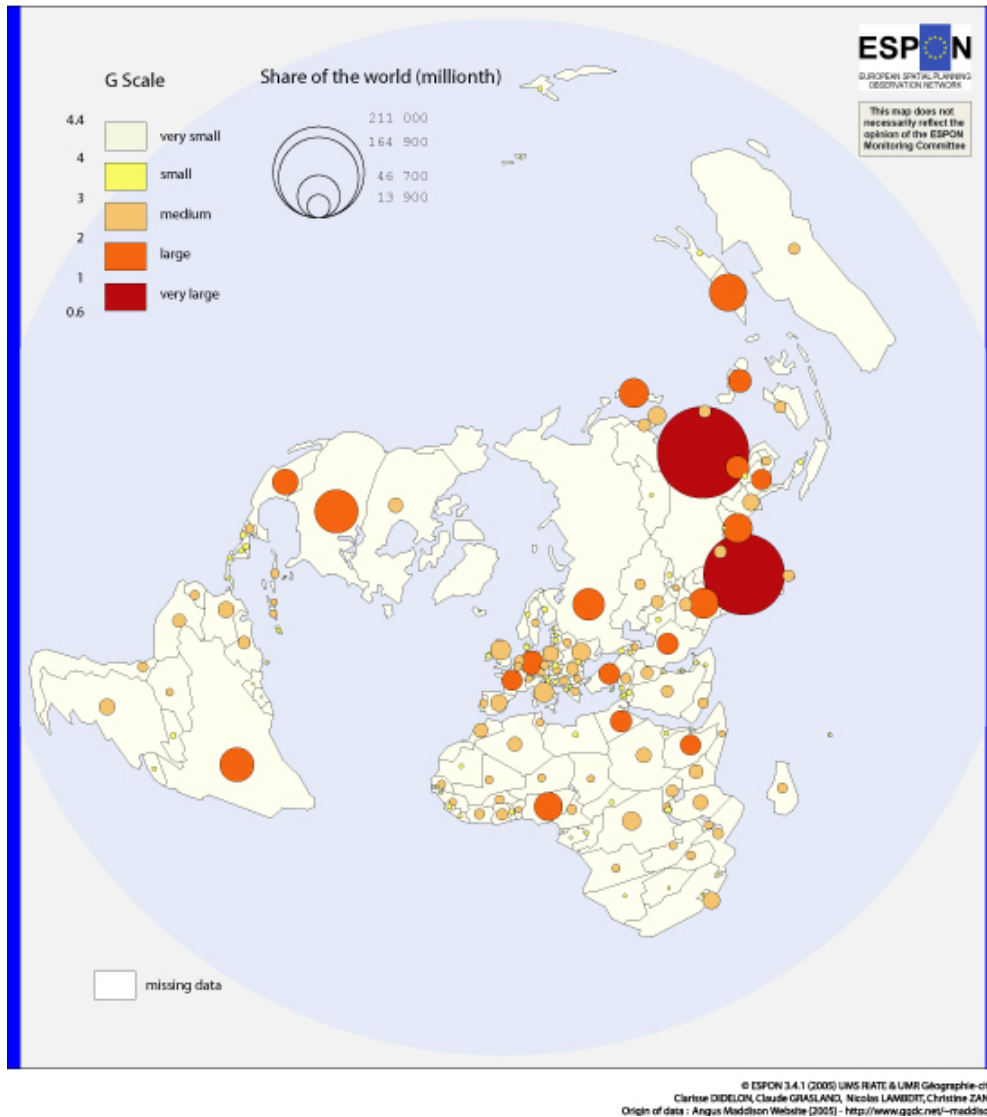 ESPON
EUROPEAN SPATIAL PLANNING
OBSERVATION NETWORK
This map does not
necessarily reflect the
opinion of the ESPON
Monitoring Committee
G Scale
4.4
very small
4
small
3
medium
2
large
1
very large
0.6
Share of the world (millionth)
211 000
164 900
46 700
13 900
missing data
© ESPON 3.4.1 (2005) UMS RIATE & UMR Géographie-cit
Clarisse DIDELON, Claude GRASLAND, Nicolas LAMBERT, Christine ZAN
Origin of data : Angus Maddison Website (2005) - http://www.ggdc.net/~maddiso